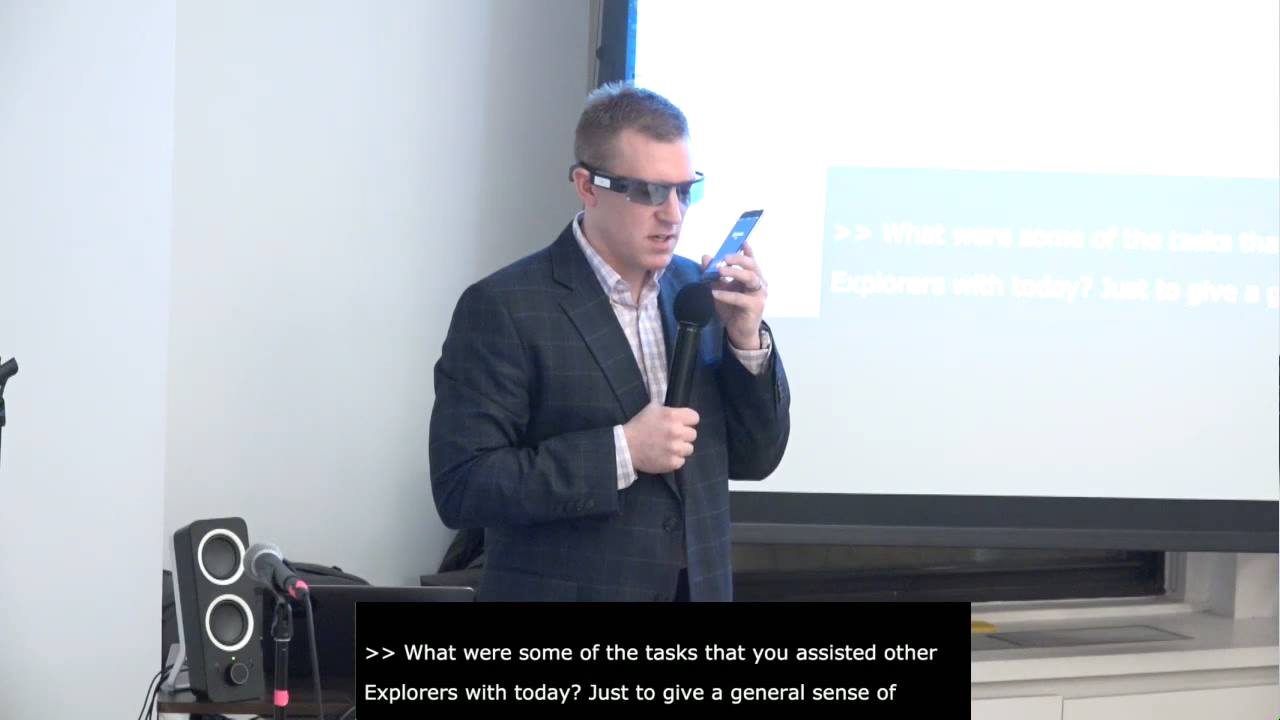 >> What were some of the tasks tha
Explorers with today? Just to give a g
>> What were some of the tasks that you assisted other
Explorers with today? Just to give a general sense of